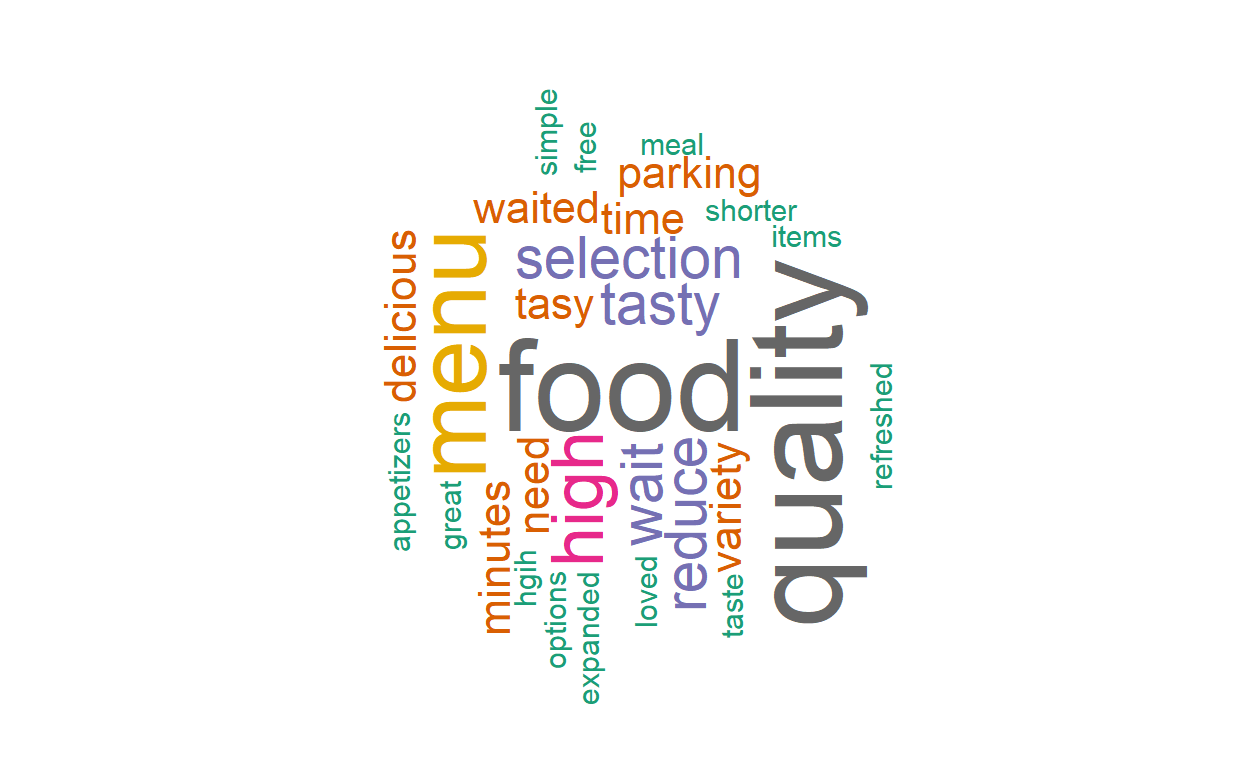 simple
free
meal
parking
waited
time
shorter
items
delicious
menu
selection
tasy
tasty
food
quality
refreshed
appetizers
great
minutes
need
high
wait
reduce
variety
hgih
options
expanded
loved
taste